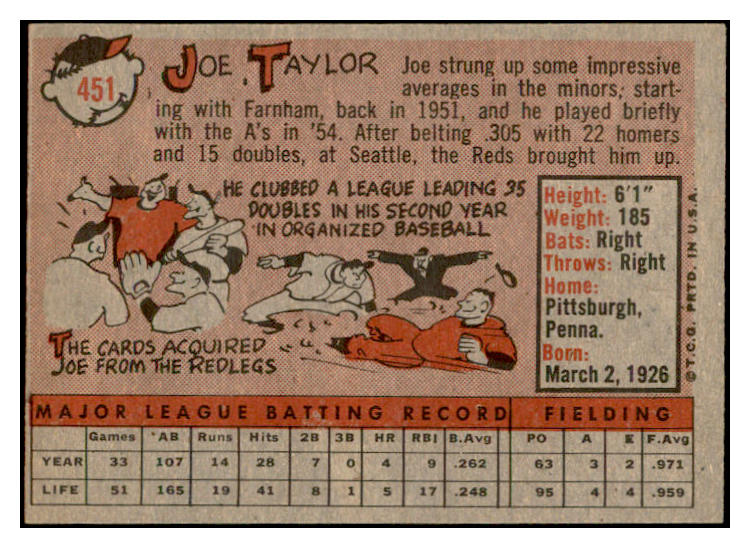 451
JOE TAYLOR
Joe strung up some impressive
averages in the minors, start-
ing with Farnham, back in 1951, and he played briefly
with the A's in '54. After belting .305 with 22 homers
and 15 doubles, at Seattle, the Reds brought him up.
HE CLUBBED A LEAGUE LEADING 35
DOUBLES IN HIS SECOND YEAR
IN ORGANIZED BASEBALL
THE CARDS ACQUIRED
JOE FROM THE REDLEGS
Height: 6'1"
Weight: 185
Bats: Right
Throws: Right
Home:
Pittsburgh,
Penna.
Born:
March 2, 1926
©T.C.G. PRTD. IN U.S.A.
MAJOR LEAGUE BATTING RECORD FIELDING
Games AB Runs Hits 2B 3B HR RBI B.Avg PO A E F.Avg
YEAR 33 107 14 28 7 0 4 9 .262 63 3 2 .971
LIFE 51 165 19 41 8 1 5 17 .248 95 4 4 .959